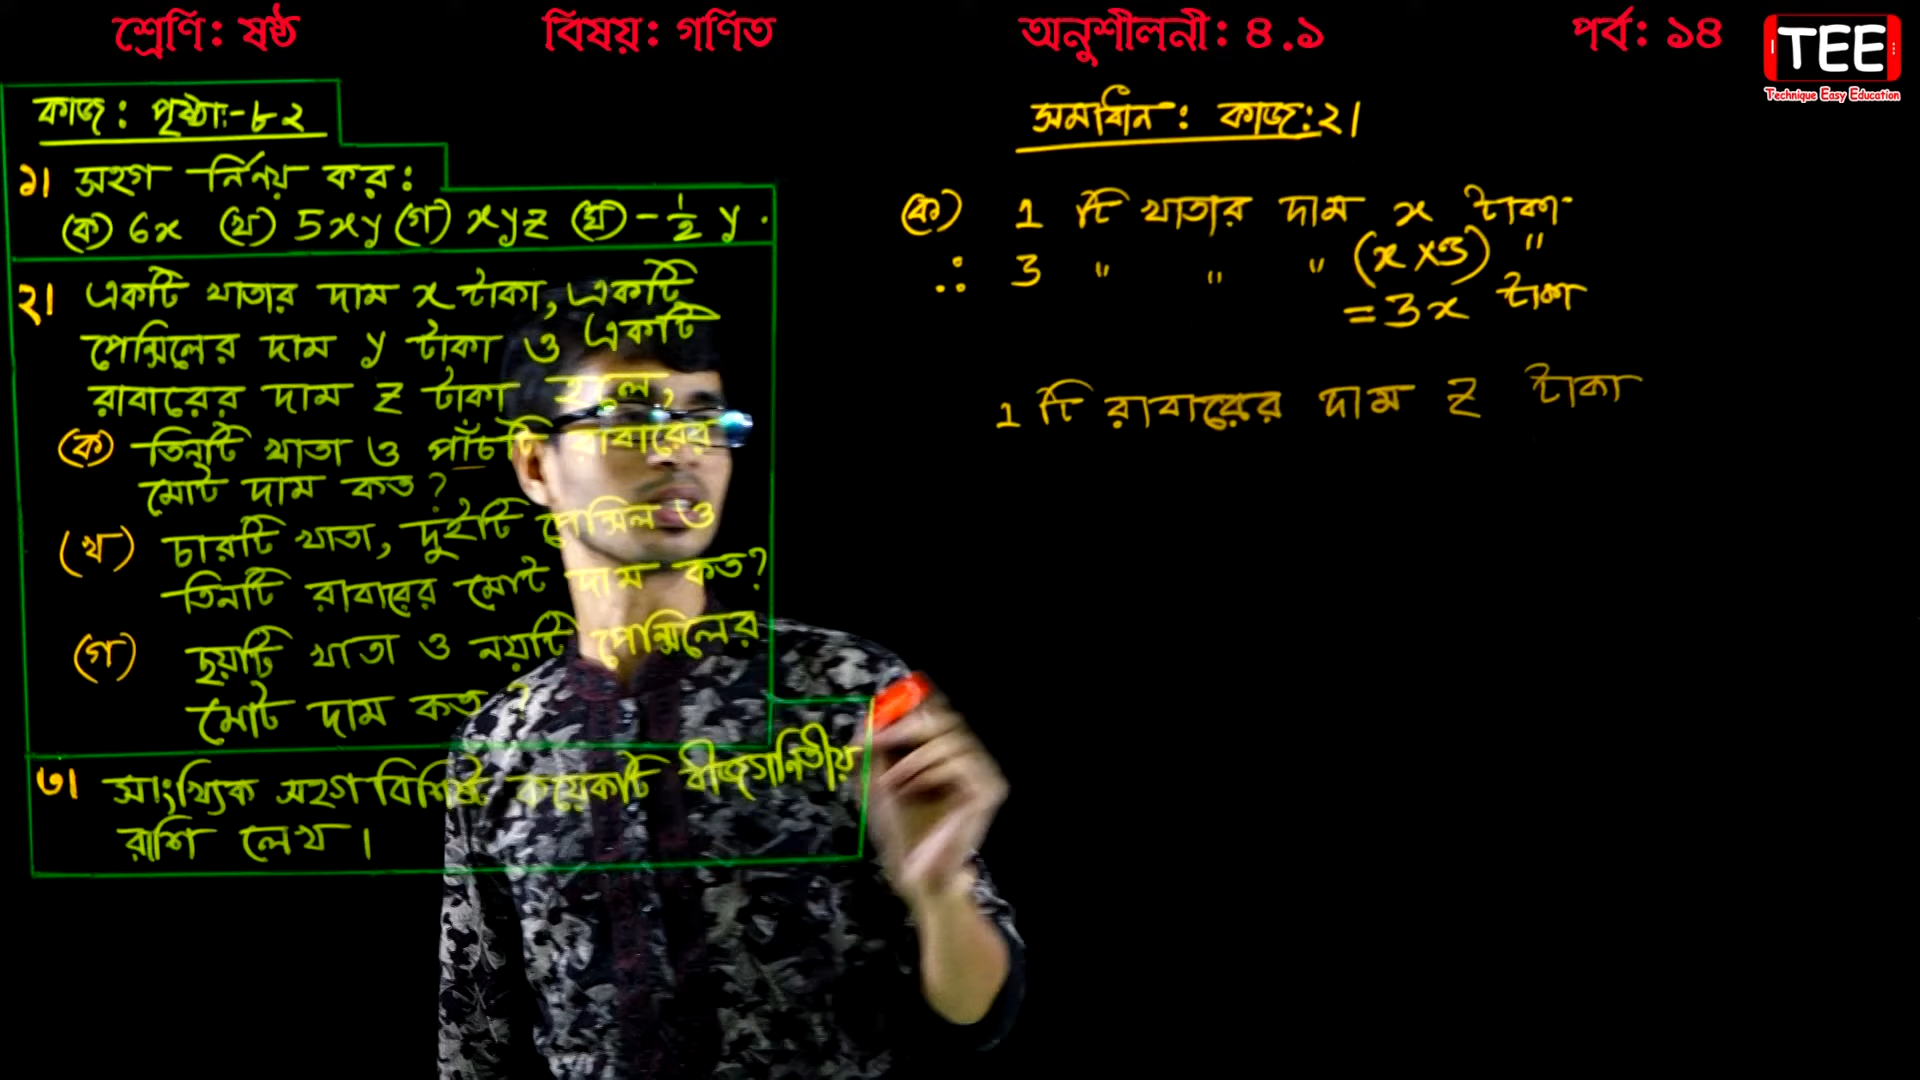 শ্রেণি: ষষ্ঠ বিষয়: গণিত অনুশীলনী: ৪.১ পর্ব: ১৪
TEE
Technique Easy Education
কাজ: পৃষ্ঠা:-৮২
১। সহগ নির্ণয় কর:
(ক) 6x (খ) 5xy (গ) xyz (ঘ) -1/2 y.
২। একটি খাতার দাম x টাকা, একটি
পেন্সিলের দাম y টাকা ও একটি
রাবারের দাম z টাকা হলে,
(ক) তিনটি খাতা ও পাঁচটি রাবারের
মোট দাম কত?
(খ) চারটি খাতা, দুইটি পেন্সিল ও
তিনটি রাবারের মোট দাম কত?
(গ) ছয়টি খাতা ও নয়টি পেন্সিলের
মোট দাম কত?
৩। সাংখ্যিক সহগ বিশিষ্ট কয়েকটি বীজগণিতীয়
রাশি লেখ।
সমাধান: কাজ:২।
(ক) 1 টি খাতার দাম x টাকা
∴ 3 " " " (x×3) "
=3x টাকা
1 টি রাবারের দাম z টাকা